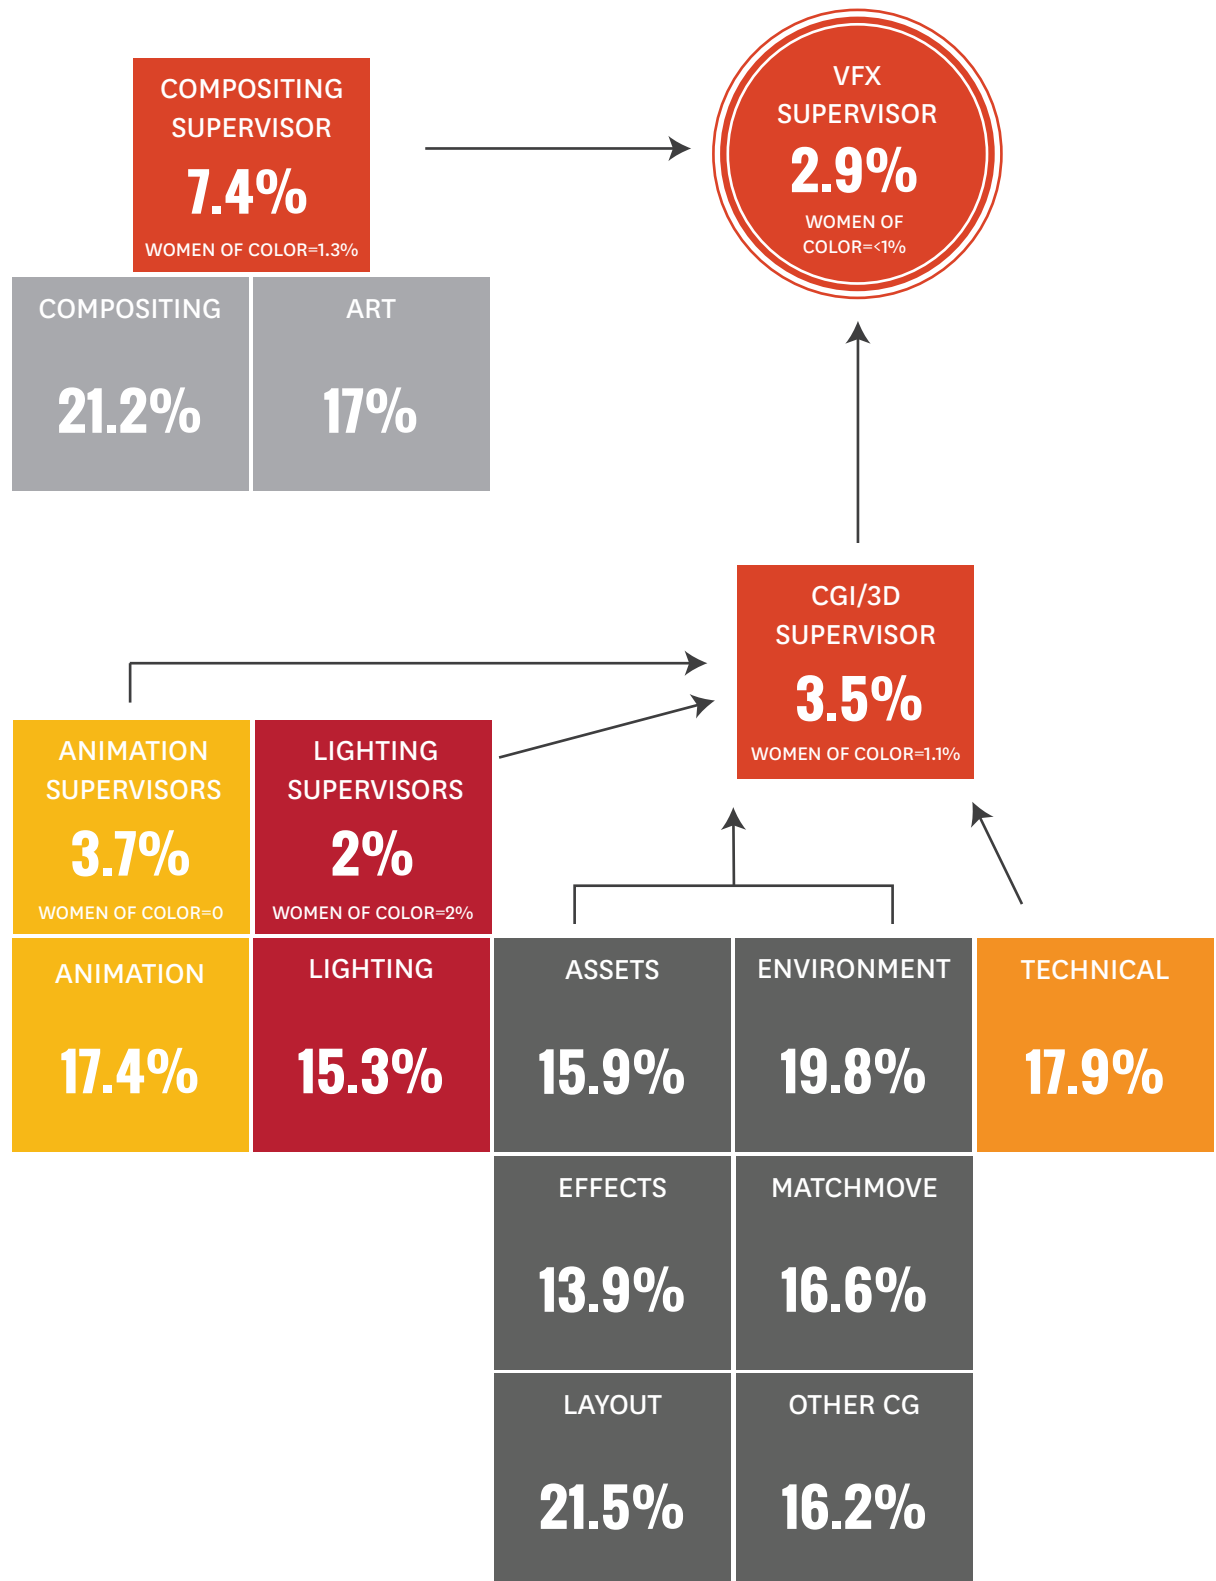 COMPOSITING
SUPERVISOR
7.4%
WOMEN OF COLOR=1.3%
VFX
SUPERVISOR
2.9%
WOMEN OF
COLOR=<1%
COMPOSITING
21.2%
ART
17%
CGI/3D
SUPERVISOR
3.5%
WOMEN OF COLOR=1.1%
ANIMATION
SUPERVISORS
3.7%
WOMEN OF COLOR=0
LIGHTING
SUPERVISORS
2%
WOMEN OF COLOR=2%
ANIMATION
17.4%
LIGHTING
15.3%
ASSETS
15.9%
ENVIRONMENT
19.8%
TECHNICAL
17.9%
EFFECTS
13.9%
MATCHMOVE
16.6%
LAYOUT
21.5%
OTHER CG
16.2%